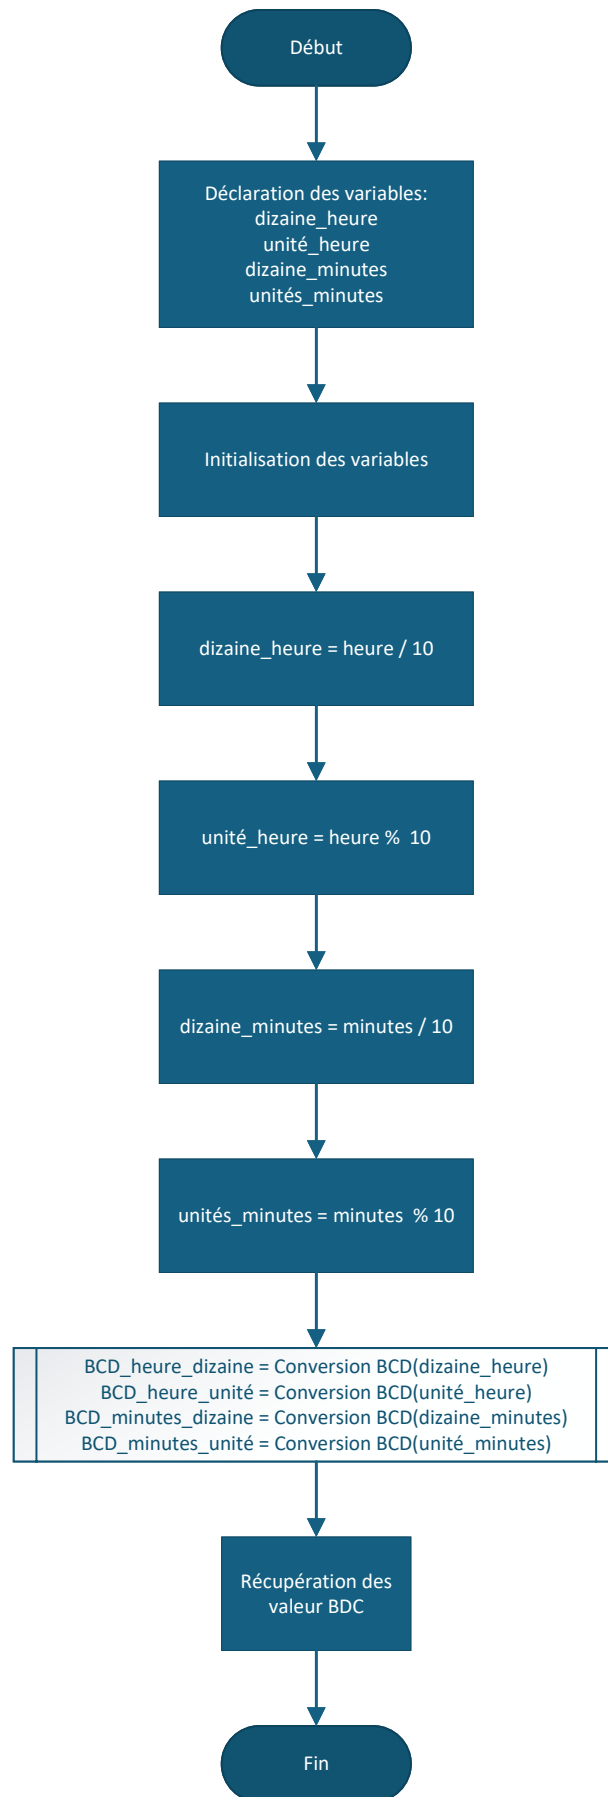 Début
Déclaration des variables:
dizaine_heure
unité_heure
dizaine_minutes
unités_minutes
Initialisation des variables
dizaine_heure = heure / 10
unité_heure = heure %  10
dizaine_minutes = minutes / 10
unités_minutes = minutes  % 10
BCD_heure_dizaine = Conversion BCD(dizaine_heure)
BCD_heure_unité = Conversion BCD(unité_heure)
BCD_minutes_dizaine = Conversion BCD(dizaine_minutes)
BCD_minutes_unité = Conversion BCD(unité_minutes)
Récupération des
valeur BDC
Fin